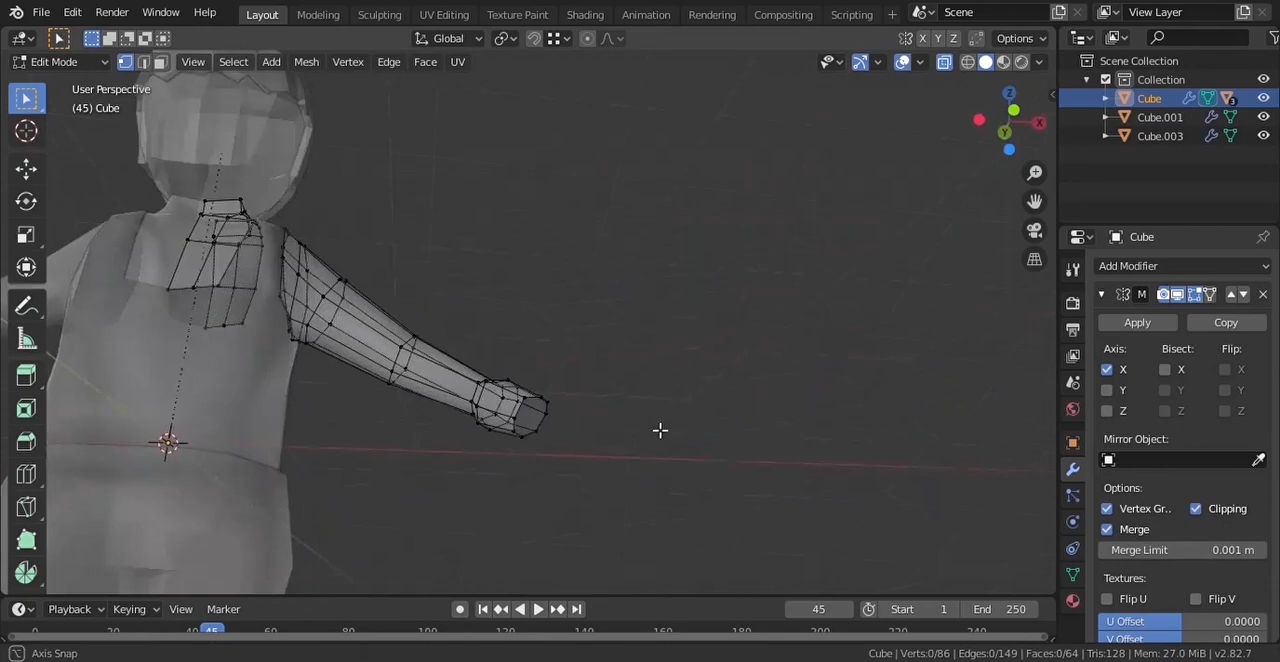 File Edit Render Window Help Layout Modeling Sculpting UV Editing Texture Paint Shading Animation Rendering Compositing Scripting + Scene View Layer
Global Options
Edit Mode View Select Add Mesh Vertex Edge Face UV X Y Z
User Perspective
(45) Cube
Z
X
Y
Scene Collection
Collection
Cube 3
Cube.001
Cube.003
Cube
Add Modifier
M
Apply Copy
Axis: Bisect: Flip:
X X X
Y Y Y
Z Z Z
Mirror Object:
Options:
Vertex Gr.. Clipping
Merge
Merge Limit 0.001 m
Textures:
Flip U Flip V
U Offset 0.0000
V Offset 0.0000
Playback Keying View Marker 45 Start 1 End 250
0 20 40 45 60 80 100 120 140 160 180 200 220 240
Axis Snap
Cube | Verts:0/86 | Edges:0/149 | Faces:0/64 | Tris:128 | Mem: 27.0 MiB | v2.82.7